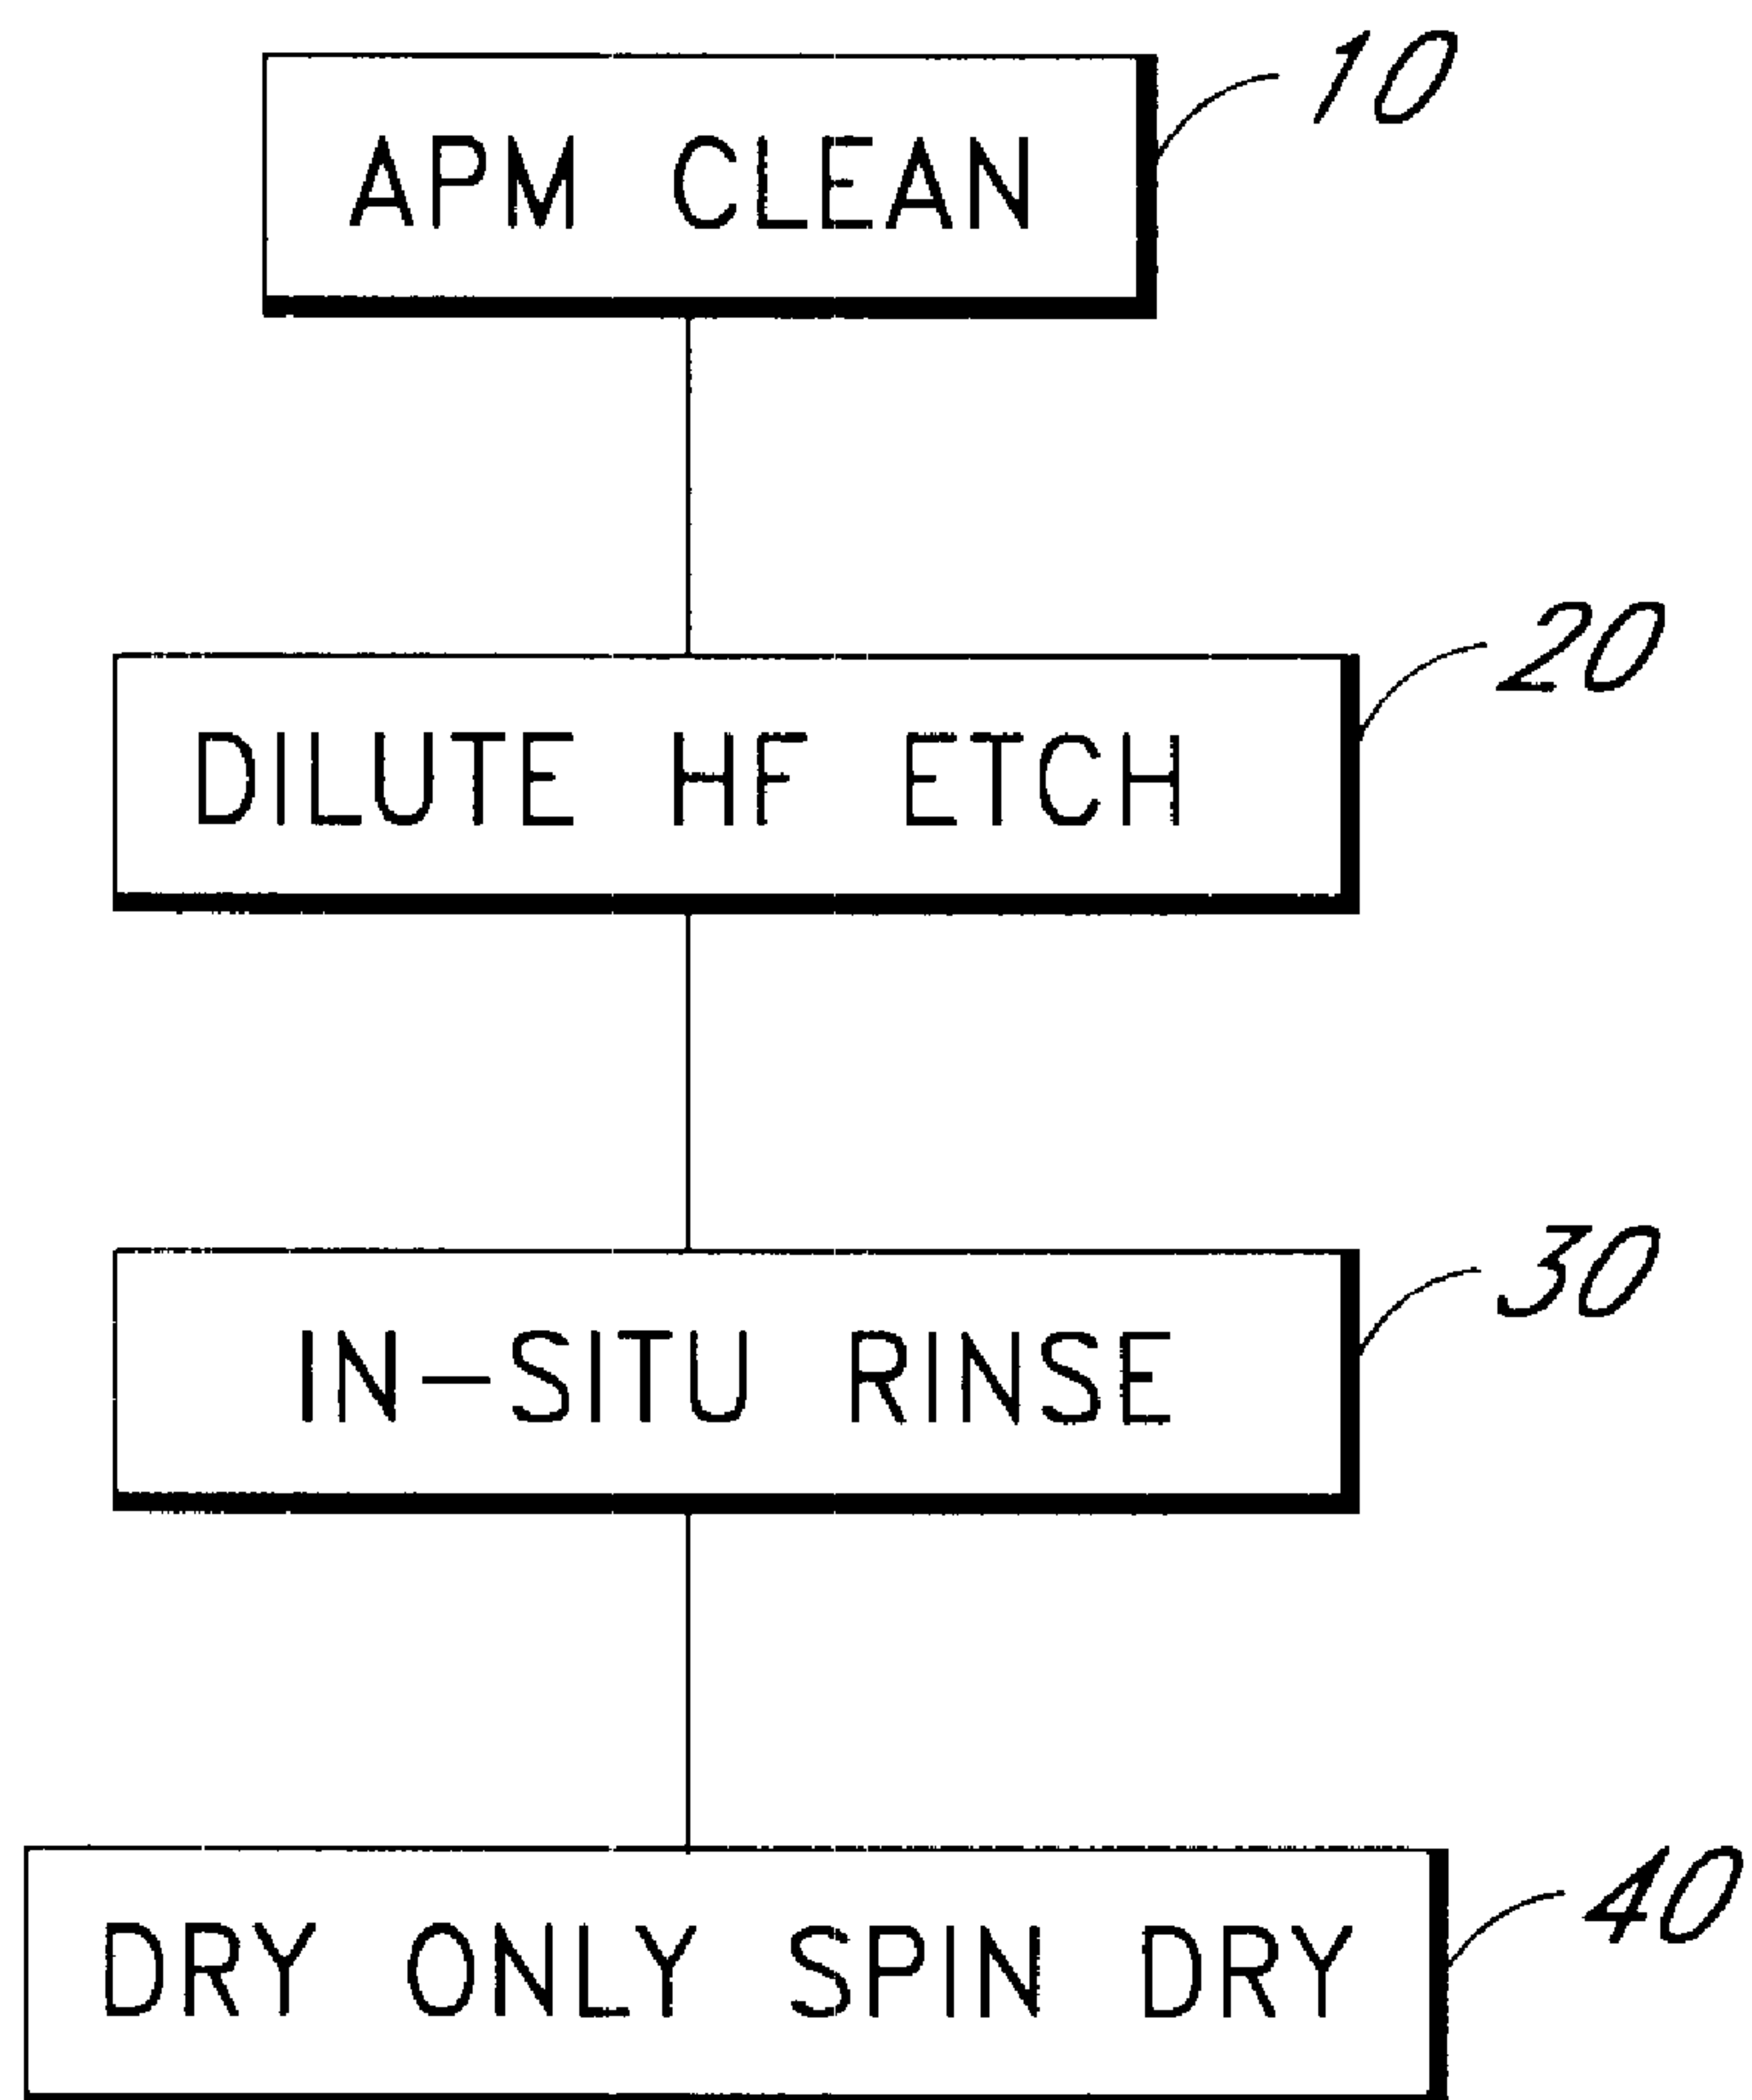 APM CLEAN 10
DILUTE HF ETCH 20
IN-SITU RINSE 30
DRY ONLY SPIN DRY 40